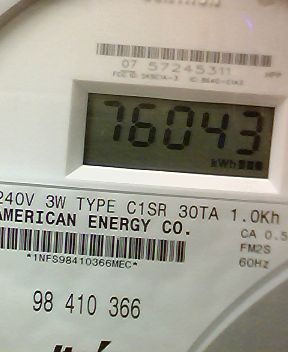 07 57245311
76043
kWh
240V 3W TYPE C1SR 30TA 1.0Kh
AMERICAN ENERGY CO.
CA 0.5
FM2S
*1NFS98410366MEC*
60Hz
98 410 366